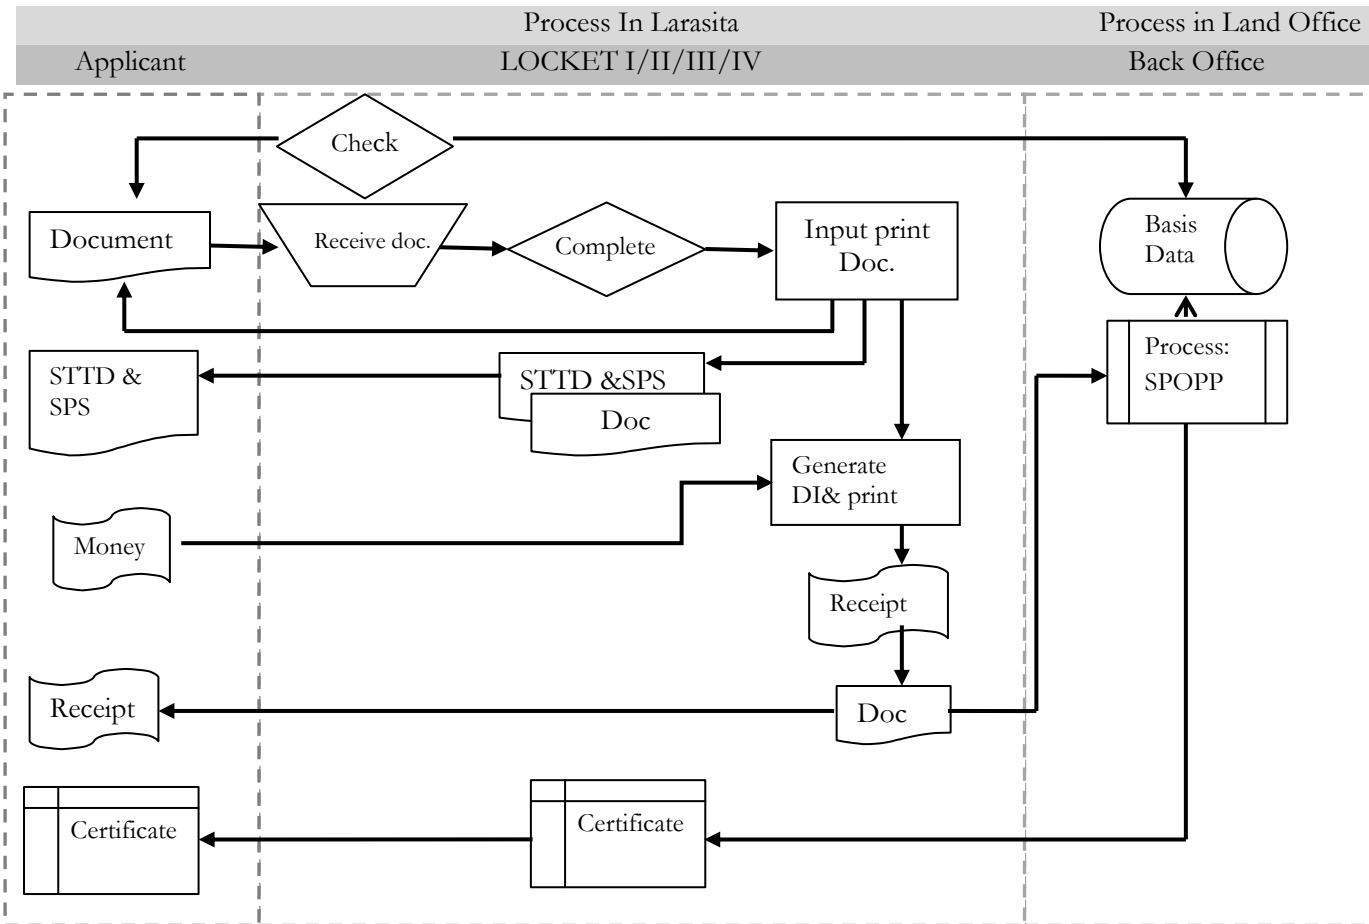 Process In Larasita
Process in Land Office
Applicant
LOCKET I/II/III/IV
Back Office
Check
Document
Receive doc.
Complete
Input print
Doc.
Basis
Data
STTD &
SPS
STTD &SPS
Doc
Process:
SPOPP
Generate
DI& print
Money
Receipt
Receipt
Doc
Certificate
Certificate